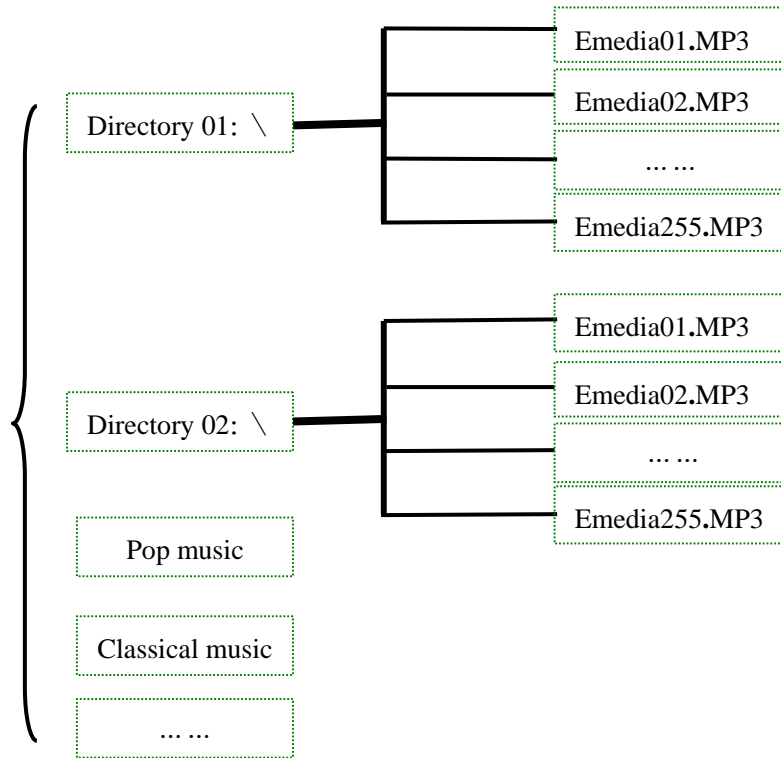 Directory 01: \
Emedia01.MP3
Emedia02.MP3
... ...
Emedia255.MP3
Directory 02: \
Emedia01.MP3
Emedia02.MP3
... ...
Emedia255.MP3
Pop music
Classical music
... ...